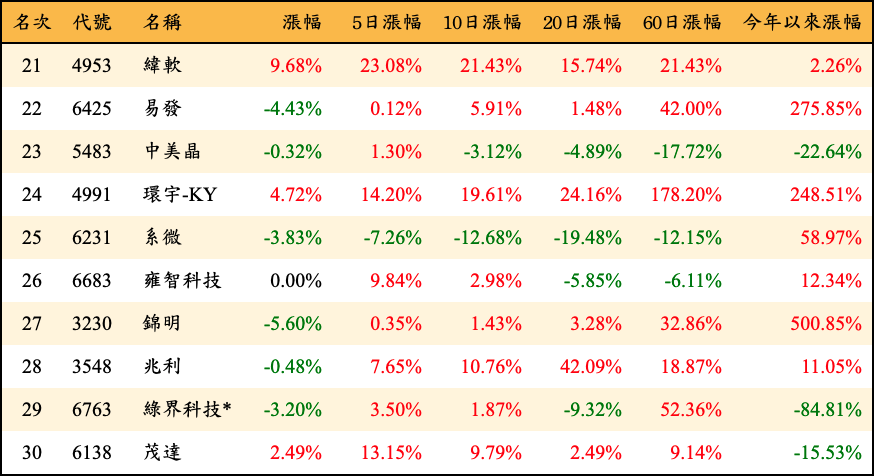 名次 代號 名稱 漲幅 5日漲幅 10日漲幅 20日漲幅 60日漲幅 今年以來漲幅
21 4953 緯軟 9.68% 23.08% 21.43% 15.74% 21.43% 2.26%
22 6425 易發 -4.43% 0.12% 5.91% 1.48% 42.00% 275.85%
23 5483 中美晶 -0.32% 1.30% -3.12% -4.89% -17.72% -22.64%
24 4991 環宇-KY 4.72% 14.20% 19.61% 24.16% 178.20% 248.51%
25 6231 系微 -3.83% -7.26% -12.68% -19.48% -12.15% 58.97%
26 6683 雍智科技 0.00% 9.84% 2.98% -5.85% -6.11% 12.34%
27 3230 錦明 -5.60% 0.35% 1.43% 3.28% 32.86% 500.85%
28 3548 兆利 -0.48% 7.65% 10.76% 42.09% 18.87% 11.05%
29 6763 綠界科技* -3.20% 3.50% 1.87% -9.32% 52.36% -84.81%
30 6138 茂達 2.49% 13.15% 9.79% 2.49% 9.14% -15.53%